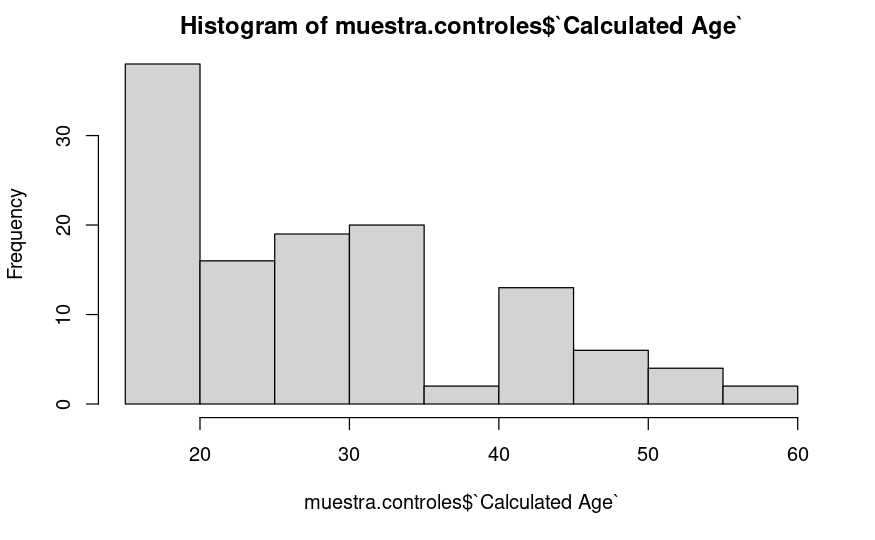 Histogram of muestra.controles$`Calculated Age`
Frequency
30
20
10
0
20 30 40 50 60
muestra.controles$`Calculated Age`